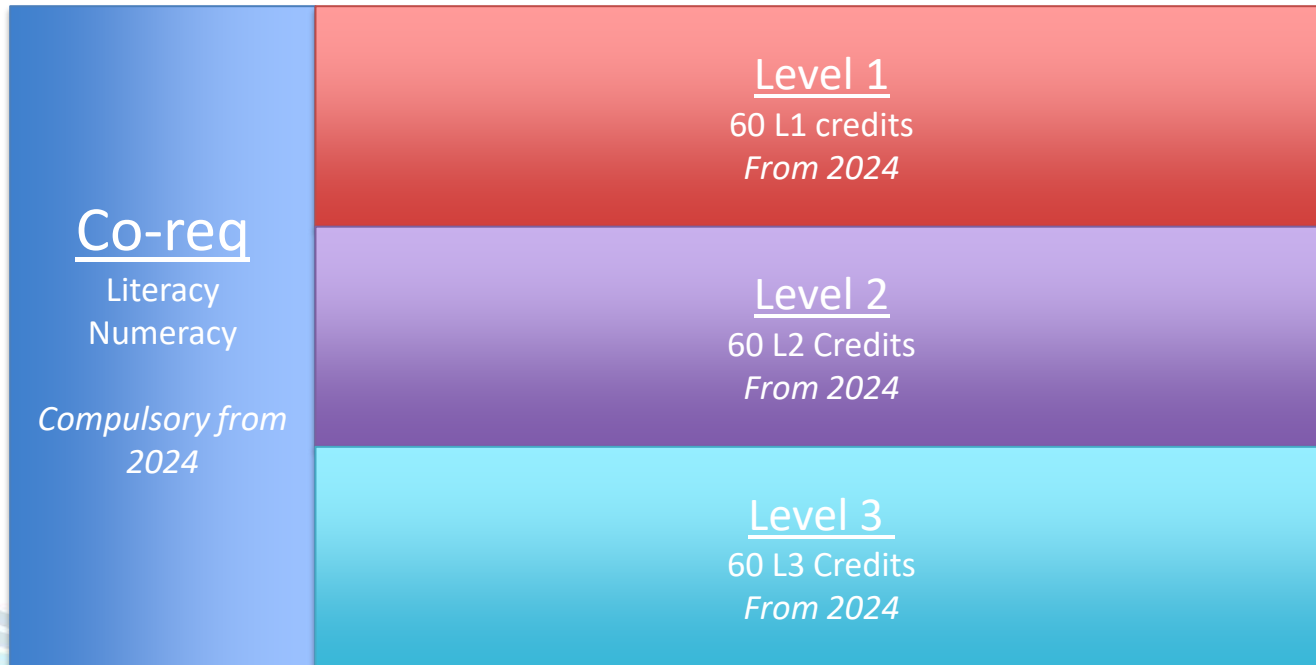 Co-req
Literacy
Numeracy
Compulsory from
2024
Level 1
60 L1 credits
From 2024
Level 2
60 L2 Credits
From 2024
Level 3
60 L3 Credits
From 2024